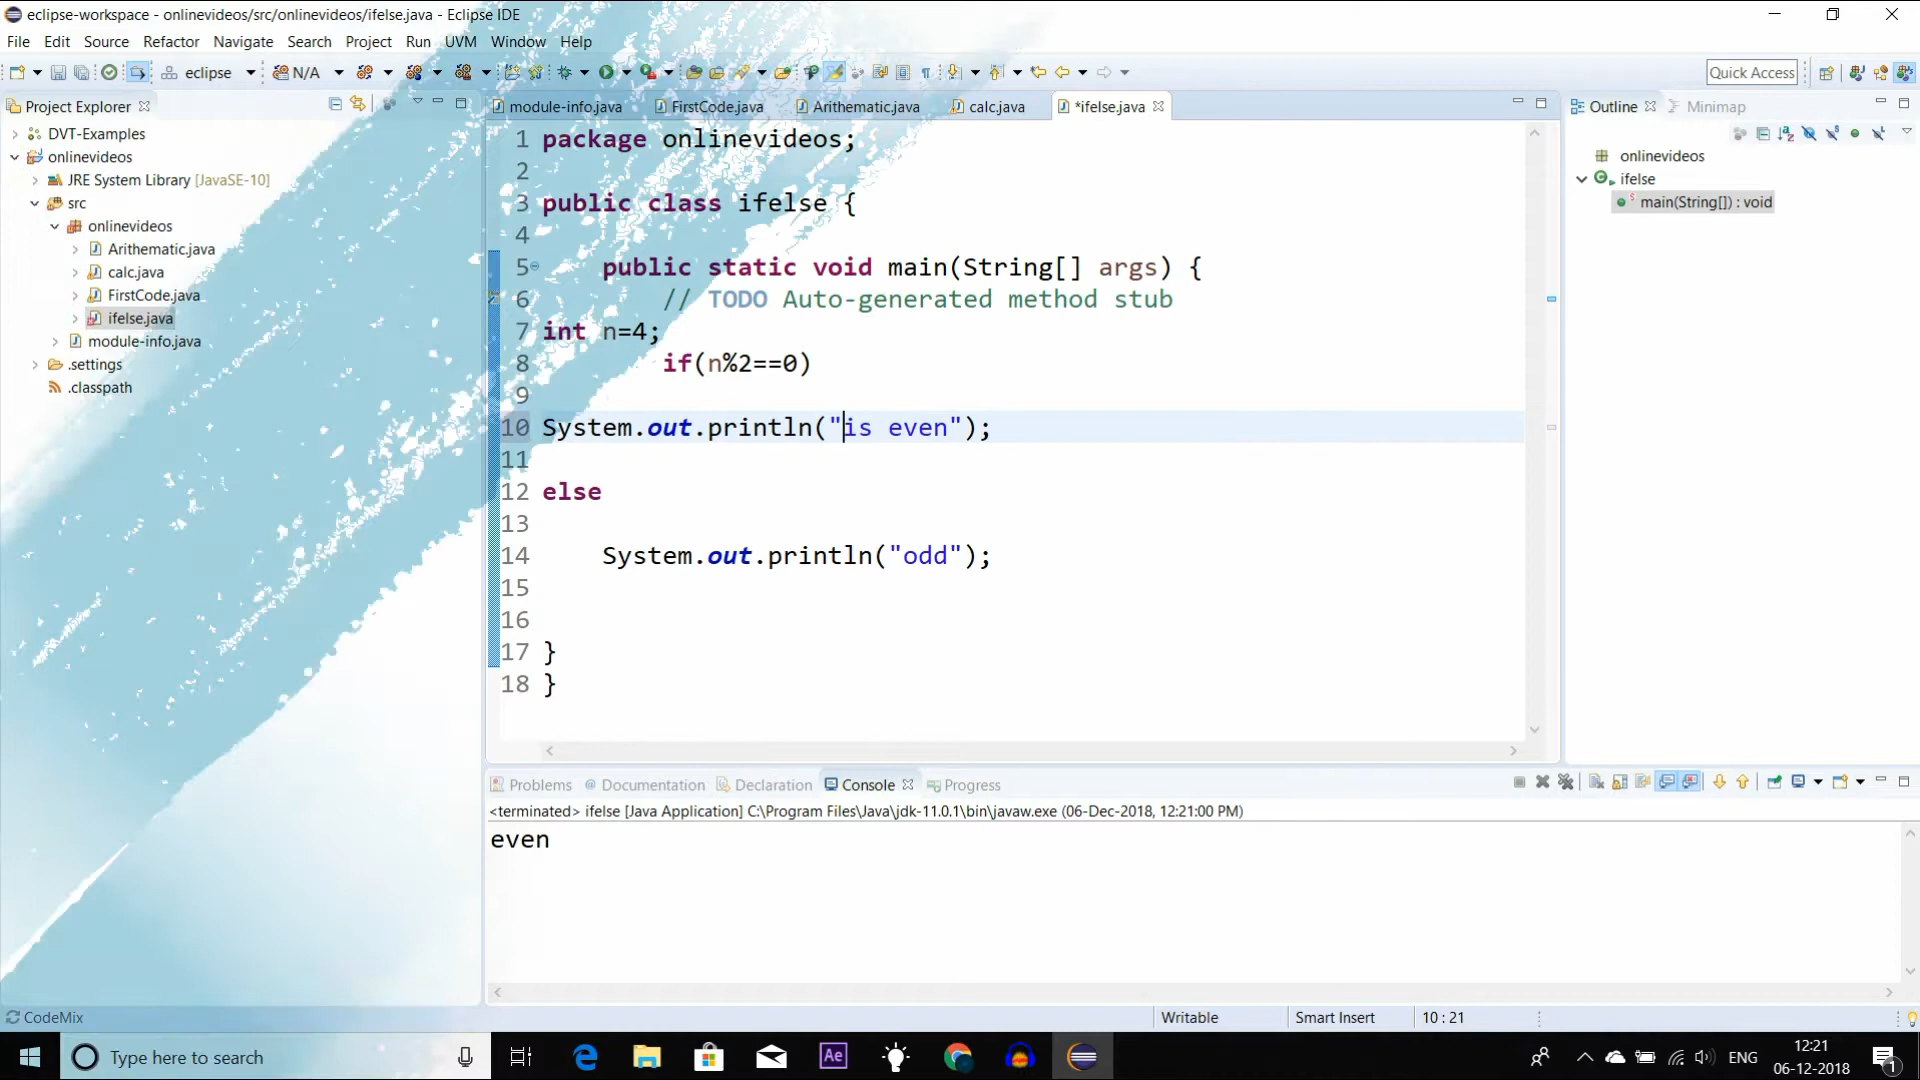 eclipse-workspace - onlinevideos/src/onlinevideos/ifelse.java - Eclipse IDE
File Edit Source Refactor Navigate Search Project Run UVM Window Help
eclipse N/A Quick Access
Project Explorer
DVT-Examples
onlinevideos
JRE System Library [JavaSE-10]
src
onlinevideos
Arithematic.java
calc.java
FirstCode.java
ifelse.java
module-info.java
.settings
.classpath
module-info.java FirstCode.java Arithematic.java calc.java *ifelse.java
1 package onlinevideos;
2
3 public class ifelse {
4
5 public static void main(String[] args) {
6 // TODO Auto-generated method stub
7 int n=4;
8 if(n%2==0)
9
10 System.out.println("is even");
11
12 else
13
14 System.out.println("odd");
15
16
17 }
18 }
Outline Minimap
onlinevideos
ifelse
main(String[]) : void
Problems Documentation Declaration Console Progress
<terminated> ifelse [Java Application] C:\Program Files\Java\jdk-11.0.1\bin\javaw.exe (06-Dec-2018, 12:21:00 PM)
even
CodeMix Writable Smart Insert 10 : 21
Type here to search Ae ENG 12:21
06-12-2018 1